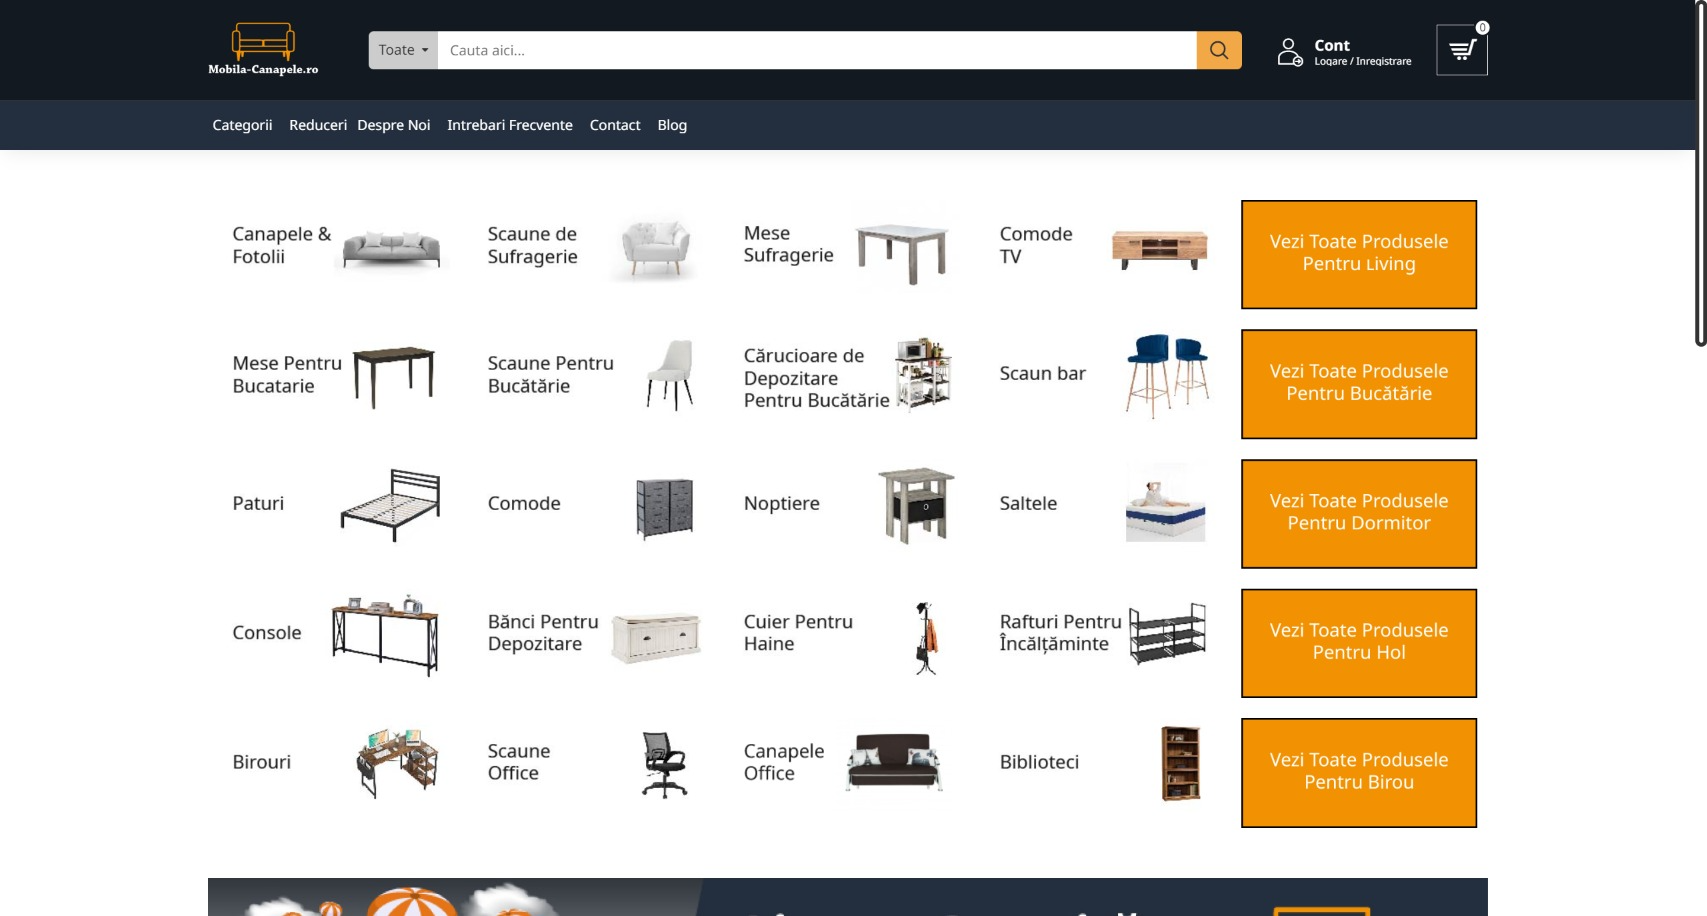 Mobila-Canapele.ro
Toate
Cauta aici...
Cont
Logare / Inregistrare
0
Categorii
Reduceri
Despre Noi
Intrebari Frecvente
Contact
Blog
Canapele &
Fotolii
Scaune de
Sufragerie
Mese
Sufragerie
Comode
TV
Vezi Toate Produsele
Pentru Living
Mese Pentru
Bucatarie
Scaune Pentru
Bucătărie
Cărucioare de
Depozitare
Pentru Bucătărie
Scaun bar
Vezi Toate Produsele
Pentru Bucătărie
Paturi
Comode
Noptiere
Saltele
Vezi Toate Produsele
Pentru Dormitor
Console
Bănci Pentru
Depozitare
Cuier Pentru
Haine
Rafturi Pentru
Încălțăminte
Vezi Toate Produsele
Pentru Hol
Birouri
Scaune
Office
Canapele
Office
Biblioteci
Vezi Toate Produsele
Pentru Birou